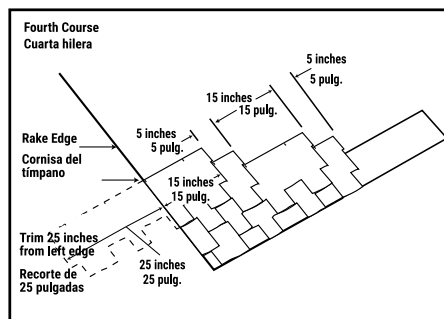 Fourth Course
Cuarta hilera
5 inches
5 pulg.
15 inches
15 pulg.
5 inches
5 pulg.
Rake Edge
Cornisa del
tímpano
15 inches
15 pulg.
Trim 25 inches
from left edge
Recorte de
25 pulgadas
25 inches
25 pulg.